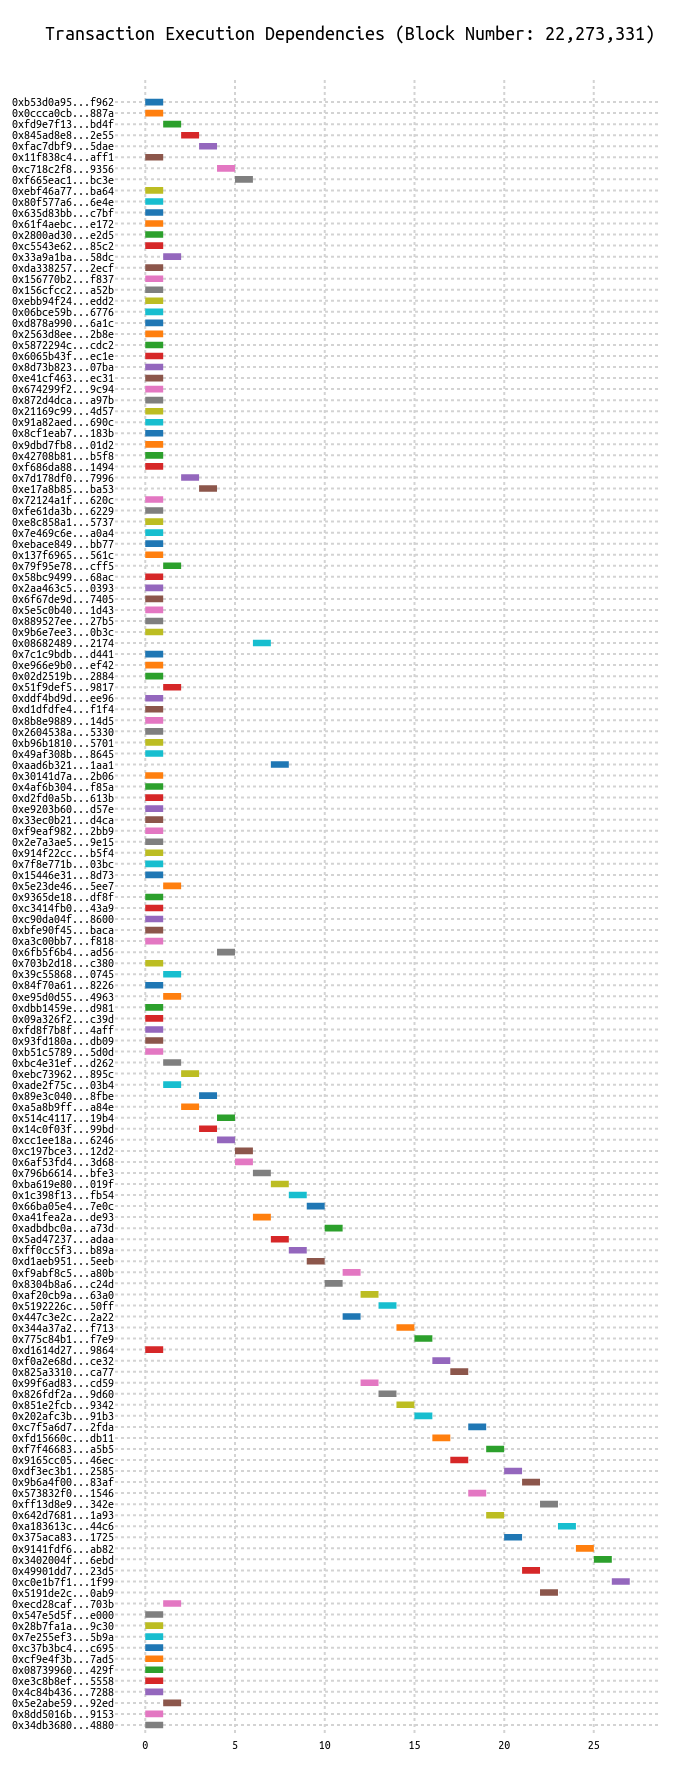 Transaction Execution Dependencies (Block Number: 22,273,331)
0xb53d0a95...f962
0x0ccca0cb...887a
0xfd9e7f13...bd4f
0x845ad8e8...2e55
0xfac7dbf9...5dae
0x11f838c4...aff1
0xc718c2f8...9356
0xf665eac1...bc3e
0xebf46a77...ba64
0x80f577a6...6e4e
0x635d83bb...c7bf
0x61f4aebc...e172
0x2800ad30...e2d5
0xc5543e62...85c2
0x33a9a1ba...58dc
0xda338257...2ecf
0x156770b2...f837
0x156cfcc2...a52b
0xebb94f24...edd2
0x06bce59b...6776
0xd878a990...6a1c
0x2563d8ee...2b8e
0x5872294c...cdc2
0x6065b43f...ec1e
0x8d73b823...07ba
0xe41cf463...ec31
0x674299f2...9c94
0x872d4dca...a97b
0x21169c99...4d57
0x91a82aed...690c
0x8cf1eab7...183b
0x9dbd7fb8...01d2
0x42708b81...b5f8
0xf686da88...1494
0x7d178df0...7996
0xe17a8b85...ba53
0x72124a1f...620c
0xfe61da3b...6229
0xe8c858a1...5737
0x7e469c6e...a0a4
0xebace849...bb77
0x137f6965...561c
0x79f95e78...cff5
0x58bc9499...68ac
0x2aa463c5...0393
0x6f67de9d...7405
0x5e5c0b40...1d43
0x889527ee...27b5
0x9b6e7ee3...0b3c
0x08682489...2174
0x7c1c9bdb...d441
0xe966e9b0...ef42
0x02d2519b...2884
0x51f9def5...9817
0xddf4bd9d...ee96
0xd1dfdfe4...f1f4
0x8b8e9889...14d5
0x2604538a...5330
0xb96b1810...5701
0x49af308b...8645
0xaad6b321...1aa1
0x30141d7a...2b06
0x4af6b304...f85a
0xd2fd0a5b...613b
0xe9203b60...d57e
0x33ec0b21...d4ca
0xf9eaf982...2bb9
0x2e7a3ae5...9e15
0x914f22cc...b5f4
0x7f8e771b...03bc
0x15446e31...8d73
0x5e23de46...5ee7
0x9365de18...df8f
0xc3414fb0...43a9
0xc90da04f...8600
0xbfe90f45...baca
0xa3c00bb7...f818
0x6fb5f6b4...ad56
0x703b2d18...c380
0x39c55868...0745
0x84f70a61...8226
0xe95d0d55...4963
0xdbb1459e...d981
0x09a326f2...c39d
0xfd8f7b8f...4aff
0x93fd180a...db09
0xb51c5789...5d0d
0xbc4e31ef...d262
0xebc73962...895c
0xade2f75c...03b4
0x89e3c040...8fbe
0xa5a8b9ff...a84e
0x514c4117...19b4
0x14c0f03f...99bd
0xcc1ee18a...6246
0xc197bce3...12d2
0x6af53fd4...3d68
0x796b6614...bfe3
0xba619e80...019f
0x1c398f13...fb54
0x66ba05e4...7e0c
0xa41fea2a...de93
0xadbdbc0a...a73d
0x5ad47237...adaa
0xff0cc5f3...b89a
0xd1aeb951...5eeb
0xf9abf8c5...a80b
0x8304b8a6...c24d
0xaf20cb9a...63a0
0x5192226c...50ff
0x447c3e2c...2a22
0x344a37a2...f713
0x775c84b1...f7e9
0xd1614d27...9864
0xf0a2e68d...ce32
0x825a3310...ca77
0x99f6ad83...cd59
0x826fdf2a...9d60
0x851e2fcb...9342
0x202afc3b...91b3
0xc7f5a6d7...2fda
0xfd15660c...db11
0xf7f46683...a5b5
0x9165cc05...46ec
0xdf3ec3b1...2585
0x9b6a4f00...83af
0x573832f0...1546
0xff13d8e9...342e
0x642d7681...1a93
0xa183613c...44c6
0x375aca83...1725
0x9141fdf6...ab82
0x3402004f...6ebd
0x49901dd7...23d5
0xc0e1b7f1...1f99
0x5191de2c...0ab9
0xecd28caf...703b
0x547e5d5f...e000
0x28b7fa1a...9c30
0x7e255ef3...5b9a
0xc37b3bc4...c695
0xcf9e4f3b...7ad5
0x08739960...429f
0xe3c8b8ef...5558
0x4c84b436...7288
0x5e2abe59...92ed
0x8dd5016b...9153
0x34db3680...4880
0 5 10 15 20 25